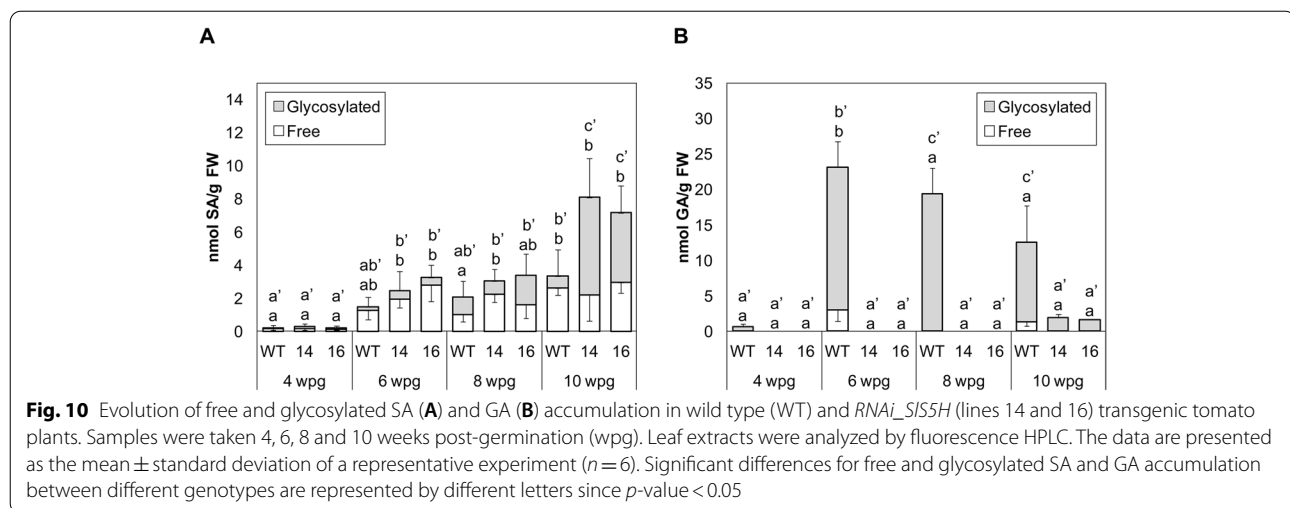 A
B
nmol SA/g FW
14
12
10
8
6
4
2
0
Glycosylated
Free
a' a' a' ab' b' b' ab' b' b' b' c' c'
a a a ab b b a b ab b b b
WT 14 16 WT 14 16 WT 14 16 WT 14 16
4 wpg 6 wpg 8 wpg 10 wpg
nmol GA/g FW
35
30
25
20
15
10
5
0
Glycosylated
Free
a' a' a' b' a' a' c' a' a' c' a' a'
a a a b a a a a a a a a
WT 14 16 WT 14 16 WT 14 16 WT 14 16
4 wpg 6 wpg 8 wpg 10 wpg
Fig. 10 Evolution of free and glycosylated SA (A) and GA (B) accumulation in wild type (WT) and RNAi_SlS5H (lines 14 and 16) transgenic tomato
plants. Samples were taken 4, 6, 8 and 10 weeks post-germination (wpg). Leaf extracts were analyzed by fluorescence HPLC. The data are presented
as the mean ± standard deviation of a representative experiment (n = 6). Significant differences for free and glycosylated SA and GA accumulation
between different genotypes are represented by different letters since p-value < 0.05